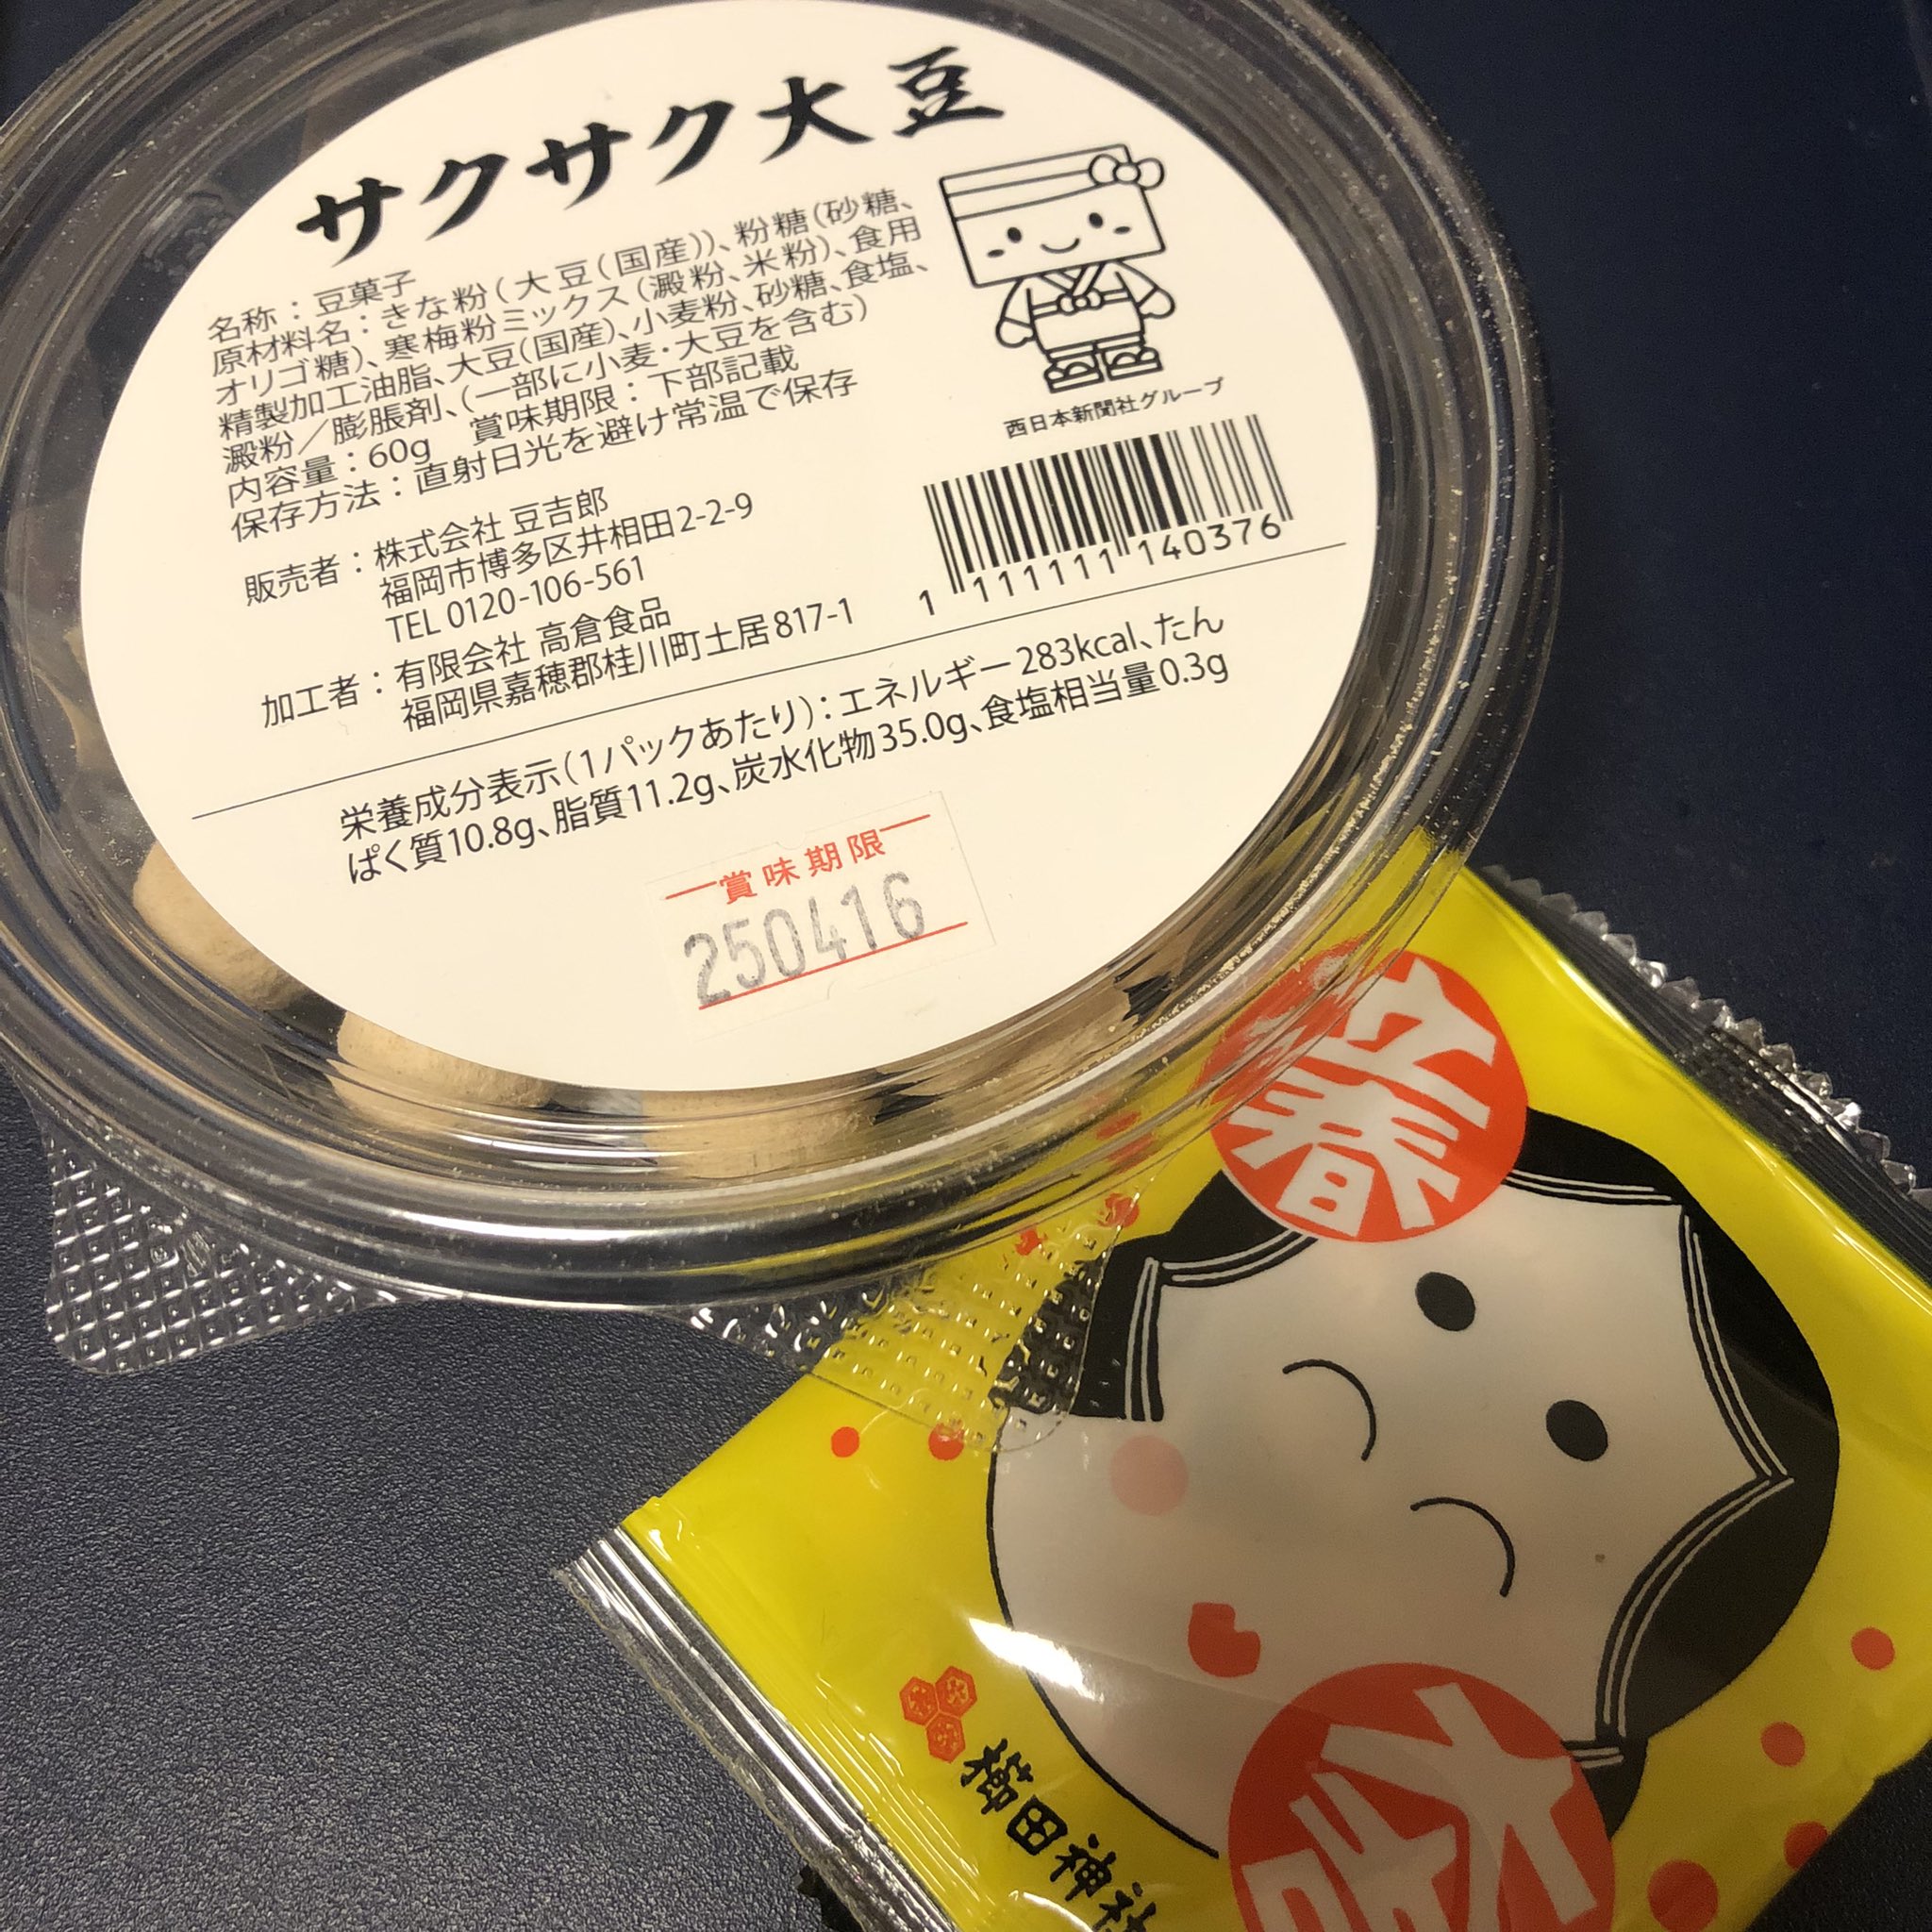 サクサク大豆
名称：豆菓子
原材料名：きな粉（大豆（国産））、粉糖（砂糖、
オリゴ糖）、寒梅粉ミックス（澱粉、米粉）、食用
精製加工油脂、大豆（国産）、小麦粉、砂糖、食塩、
澱粉／膨脹剤、（一部に小麦・大豆を含む）
内容量：60g　賞味期限：下部記載
保存方法：直射日光を避け常温で保存
販売者：株式会社 豆吉郎
福岡市博多区井相田2-2-9
TEL 0120-106-561
加工者：有限会社 高倉食品
福岡県嘉穂郡桂川町土居817-1
西日本新聞社グループ
1 111111 140376
栄養成分表示（1パックあたり）：エネルギー283kcal、たん
ぱく質10.8g、脂質11.2g、炭水化物35.0g、食塩相当量0.3g
賞味期限
250416
立春
櫛田神社